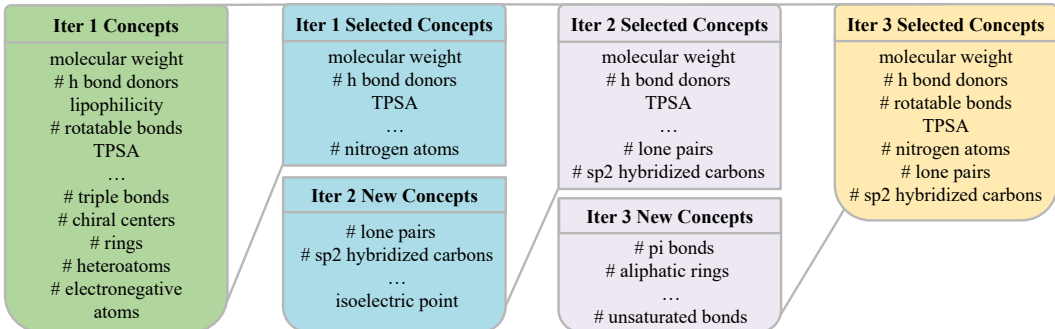 Iter 1 Concepts
molecular weight
# h bond donors
lipophilicity
# rotatable bonds
TPSA
…
# triple bonds
# chiral centers
# rings
# heteroatoms
# electronegative
atoms
Iter 1 Selected Concepts
molecular weight
# h bond donors
TPSA
…
# nitrogen atoms
Iter 2 New Concepts
# lone pairs
# sp2 hybridized carbons
…
isoelectric point
Iter 2 Selected Concepts
molecular weight
# h bond donors
TPSA
…
# lone pairs
# sp2 hybridized carbons
Iter 3 New Concepts
# pi bonds
# aliphatic rings
…
# unsaturated bonds
Iter 3 Selected Concepts
molecular weight
# h bond donors
# rotatable bonds
TPSA
# nitrogen atoms
# lone pairs
# sp2 hybridized carbons